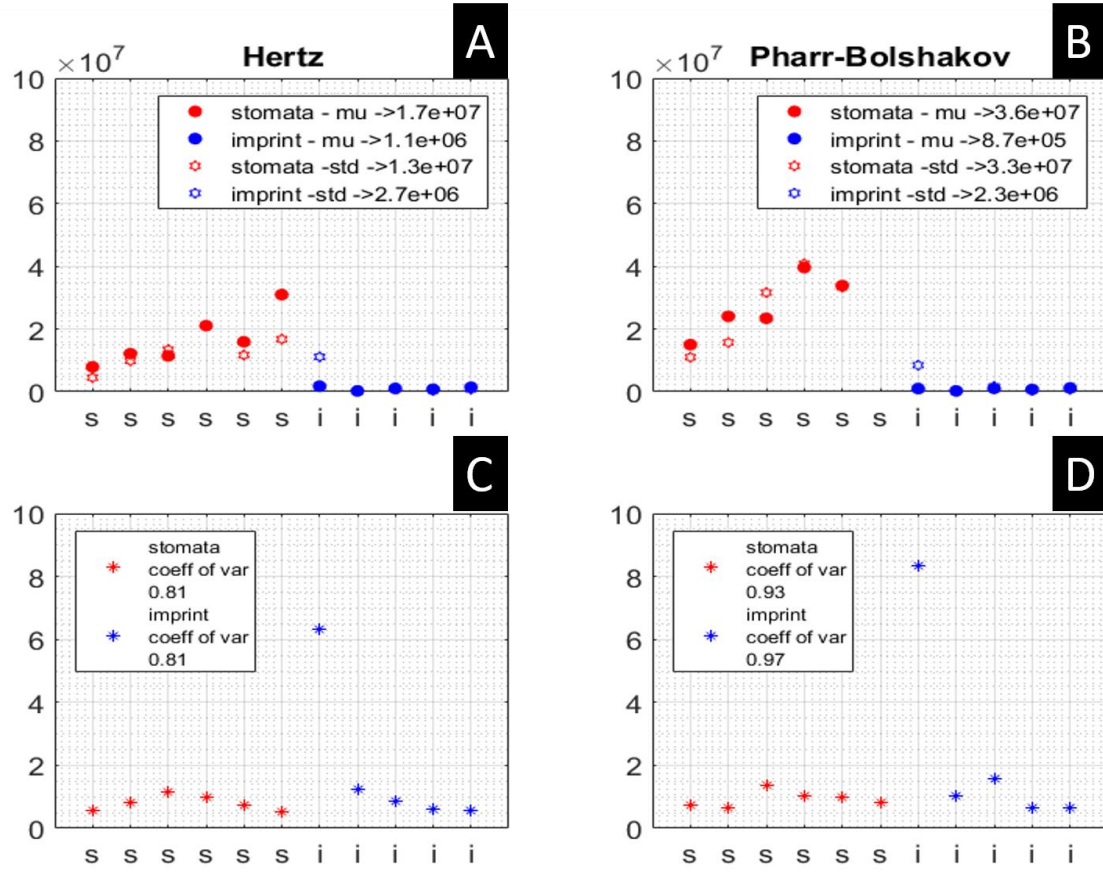 A
Hertz
×10^7
10
8
6
4
2
0
stomata - mu ->1.7e+07
imprint - mu ->1.1e+06
stomata -std ->1.3e+07
imprint -std ->2.7e+06
s s s s s s i i i i i
B
Pharr-Bolshakov
×10^7
10
8
6
4
2
0
stomata - mu ->3.6e+07
imprint - mu ->8.7e+05
stomata -std ->3.3e+07
imprint -std ->2.3e+06
s s s s s s i i i i i
C
10
8
6
4
2
0
stomata
coeff of var
0.81
imprint
coeff of var
0.81
s s s s s s i i i i i
D
10
8
6
4
2
0
stomata
coeff of var
0.93
imprint
coeff of var
0.97
s s s s s s i i i i i